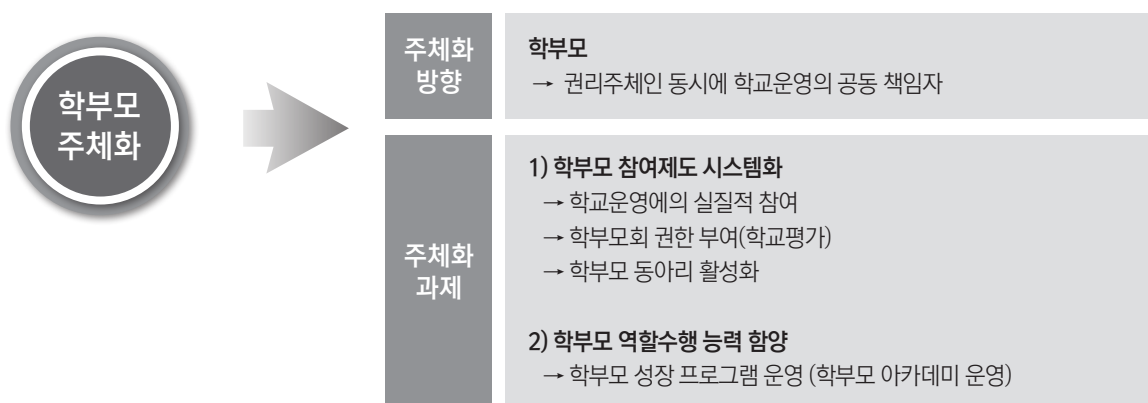 학부모
주체화
주체화
방향
학부모
→ 권리주체인 동시에 학교운영의 공동 책임자
주체화
과제
1) 학부모 참여제도 시스템화
→ 학교운영에의 실질적 참여
→ 학부모회 권한 부여(학교평가)
→ 학부모 동아리 활성화
2) 학부모 역할수행 능력 함양
→ 학부모 성장 프로그램 운영 (학부모 아카데미 운영)